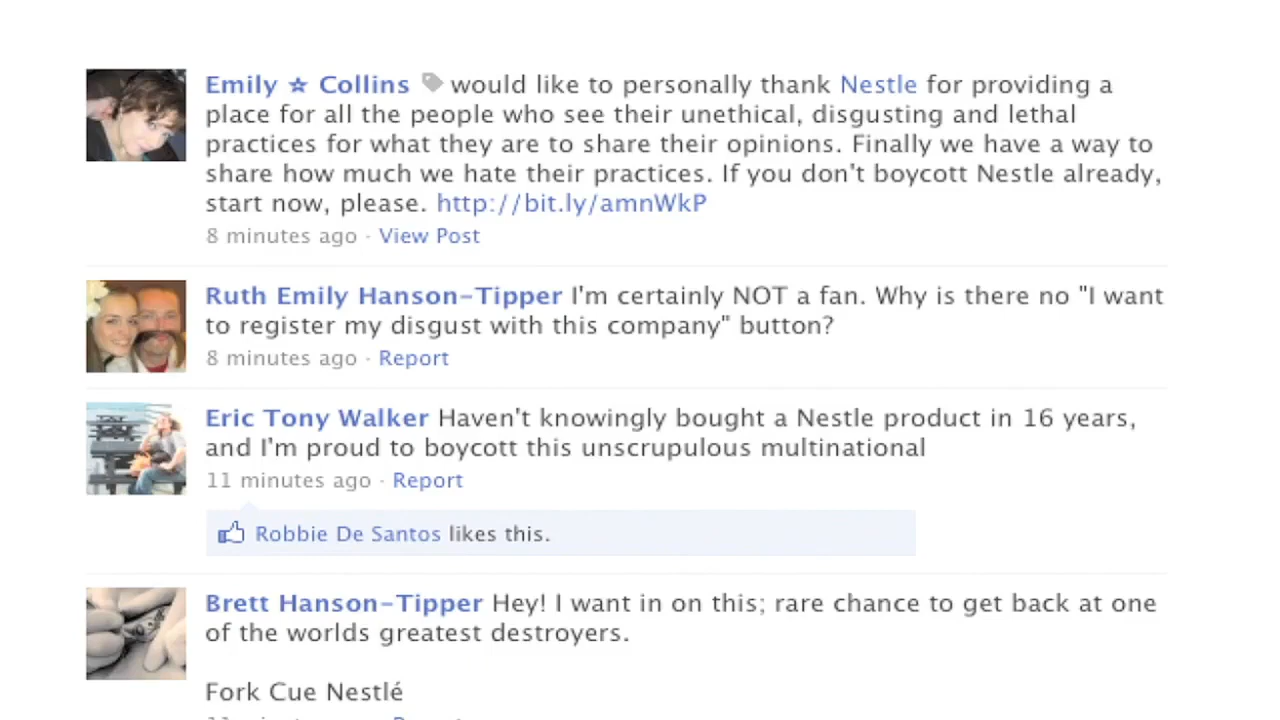 Emily ☆ Collins would like to personally thank Nestle for providing a
place for all the people who see their unethical, disgusting and lethal
practices for what they are to share their opinions. Finally we have a way to
share how much we hate their practices. If you don't boycott Nestle already,
start now, please. http://bit.ly/amnWkP
8 minutes ago · View Post
Ruth Emily Hanson-Tipper I'm certainly NOT a fan. Why is there no "I want
to register my disgust with this company" button?
8 minutes ago · Report
Eric Tony Walker Haven't knowingly bought a Nestle product in 16 years,
and I'm proud to boycott this unscrupulous multinational
11 minutes ago · Report
Robbie De Santos likes this.
Brett Hanson-Tipper Hey! I want in on this; rare chance to get back at one
of the worlds greatest destroyers.
Fork Cue Nestlé